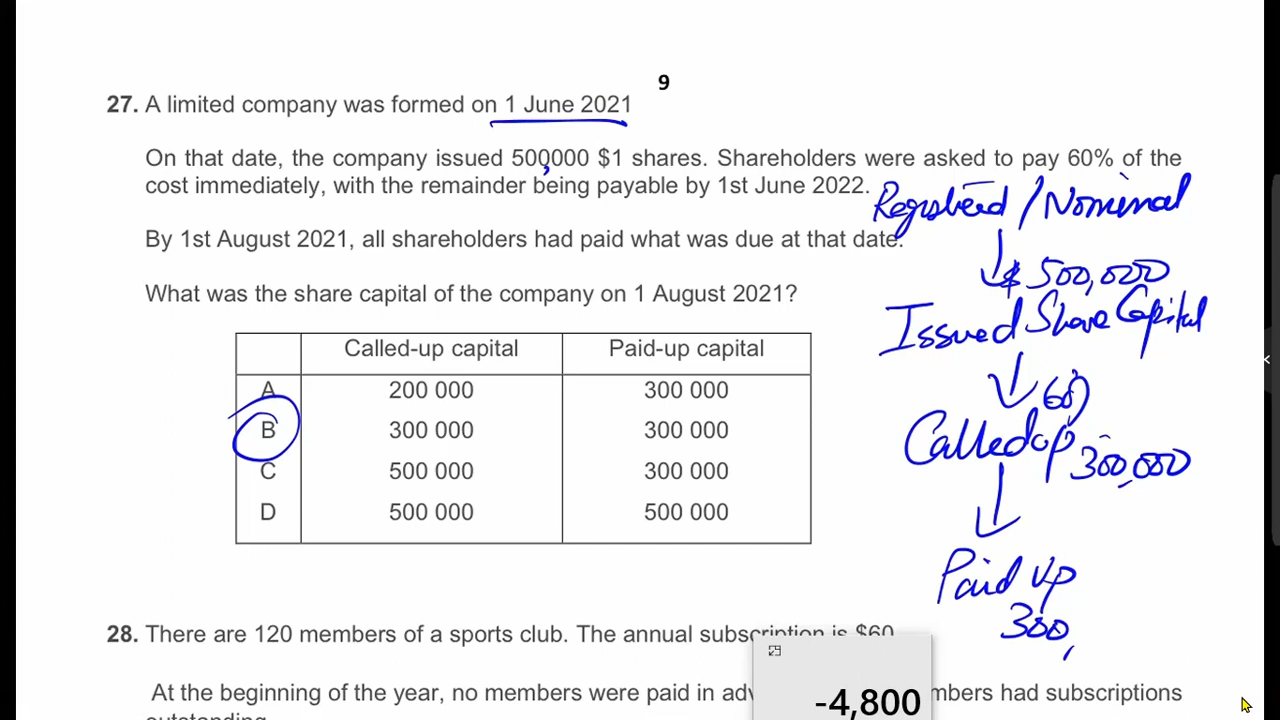 9
27. A limited company was formed on 1 June 2021
On that date, the company issued 500,000 $1 shares. Shareholders were asked to pay 60% of the
cost immediately, with the remainder being payable by 1st June 2022.
Registered / Nominal
By 1st August 2021, all shareholders had paid what was due at that date.
$ 500,000
What was the share capital of the company on 1 August 2021?
Issued Share Capital
Called-up capital Paid-up capital
A 200 000 300 000
60
B 300 000 300 000
Calledup 300,000
C 500 000 300 000
D 500 000 500 000
Paid up
300,
28. There are 120 members of a sports club. The annual subscription is $60
At the beginning of the year, no members were paid in adv mbers had subscriptions
-4,800
outstanding